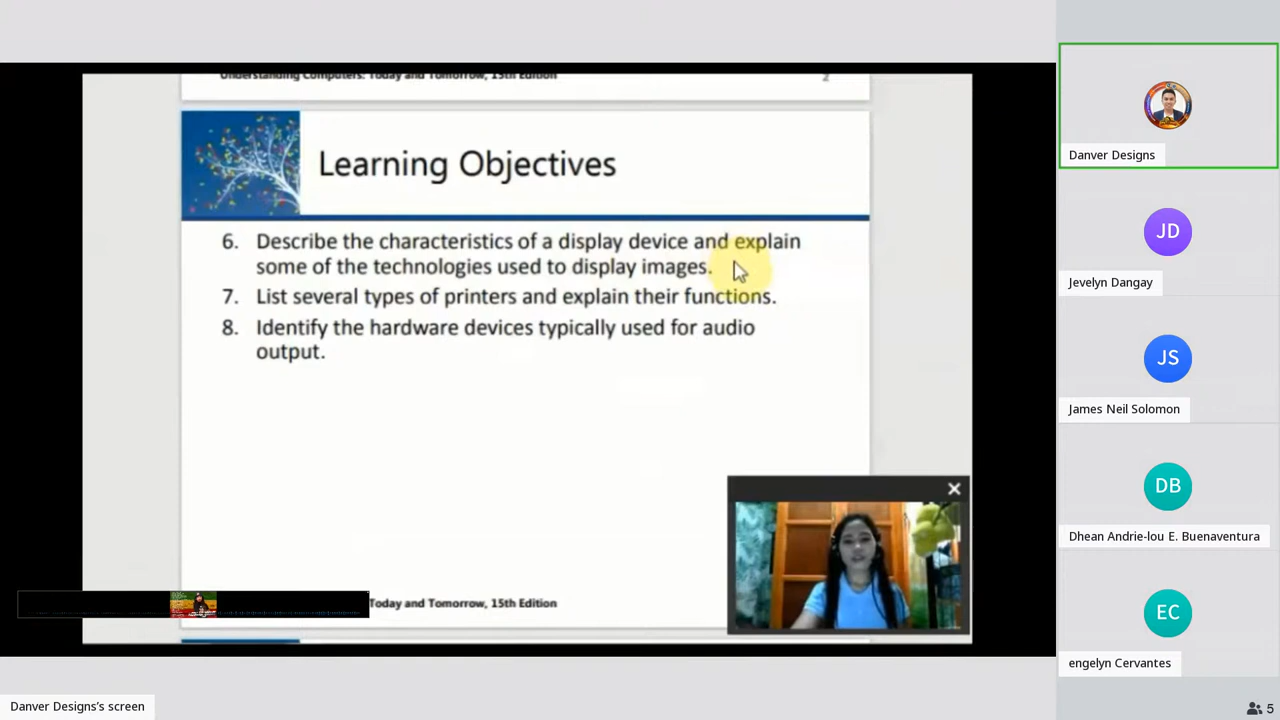 Understanding Computers: Today and Tomorrow, 15th Edition
2
Learning Objectives
6. Describe the characteristics of a display device and explain
some of the technologies used to display images.
7. List several types of printers and explain their functions.
8. Identify the hardware devices typically used for audio
output.
Today and Tomorrow, 15th Edition
Danver Designs
JD
Jevelyn Dangay
JS
James Neil Solomon
DB
Dhean Andrie-lou E. Buenaventura
EC
engelyn Cervantes
Danver Designs's screen
5